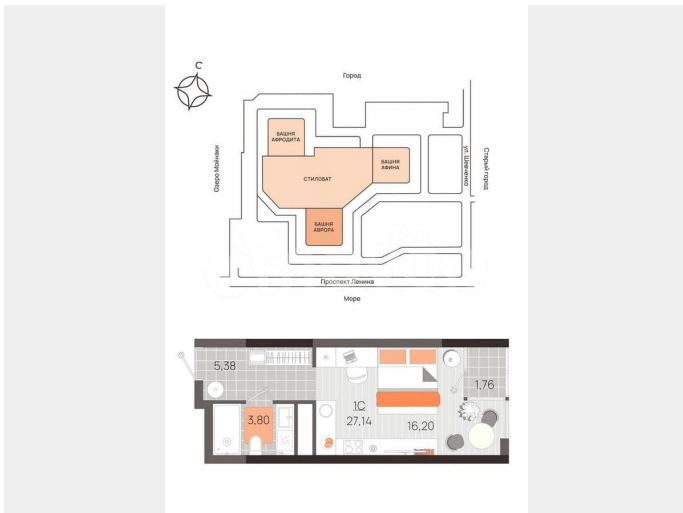 С
Город
БАШНЯ
АФРОДИТА
БАШНЯ
АФИНА
СТИЛОБАТ
БАШНЯ
АВРОРА
Озеро Мойнаки
ул. Шевченко
Старый город
Проспект Ленина
Море
5.38
1,76
3,80
1С
27.14
16,20